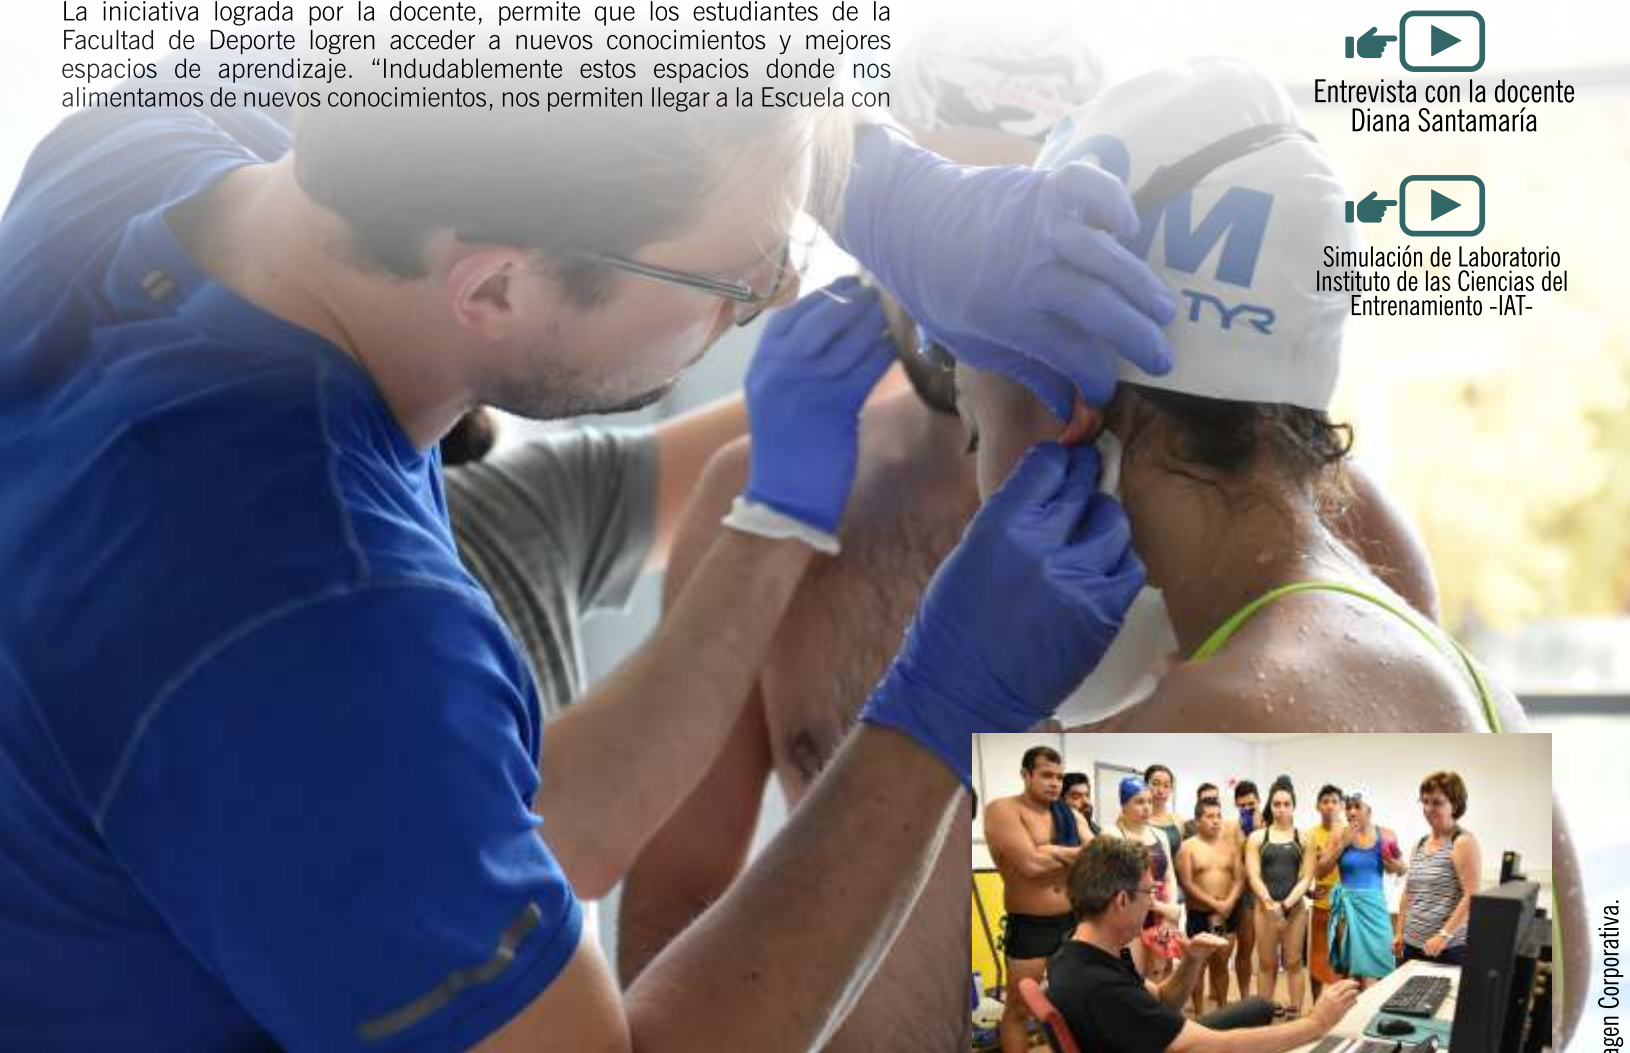 La iniciativa lograda por la docente, permite que los estudiantes de la
Facultad de Deporte logren acceder a nuevos conocimientos y mejores
espacios de aprendizaje. “Indudablemente estos espacios donde nos
alimentamos de nuevos conocimientos, nos permiten llegar a la Escuela con
Entrevista con la docente
Diana Santamaría
Simulación de Laboratorio
Instituto de las Ciencias del
Entrenamiento -IAT-
M
TYR
Corporativa.